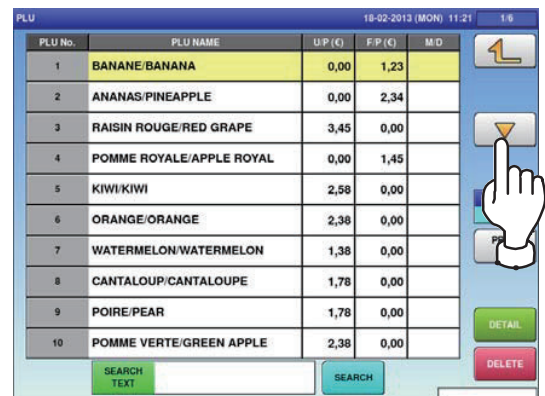 PLU 18-02-2013 (MON) 11:21 1/6
PLU No. PLU NAME U/P (€) F/P (€) M/D
1 BANANE/BANANA 0,00 1,23
2 ANANAS/PINEAPPLE 0,00 2,34
3 RAISIN ROUGE/RED GRAPE 3,45 0,00
4 POMME ROYALE/APPLE ROYAL 0,00 1,45
5 KIWI/KIWI 2,58 0,00
6 ORANGE/ORANGE 2,38 0,00
7 WATERMELON/WATERMELON 1,38 0,00
8 CANTALOUP/CANTALOUPE 1,78 0,00
9 POIRE/PEAR 1,78 0,00
DETAIL
10 POMME VERTE/GREEN APPLE 2,38 0,00
SEARCH
TEXT
SEARCH
DELETE